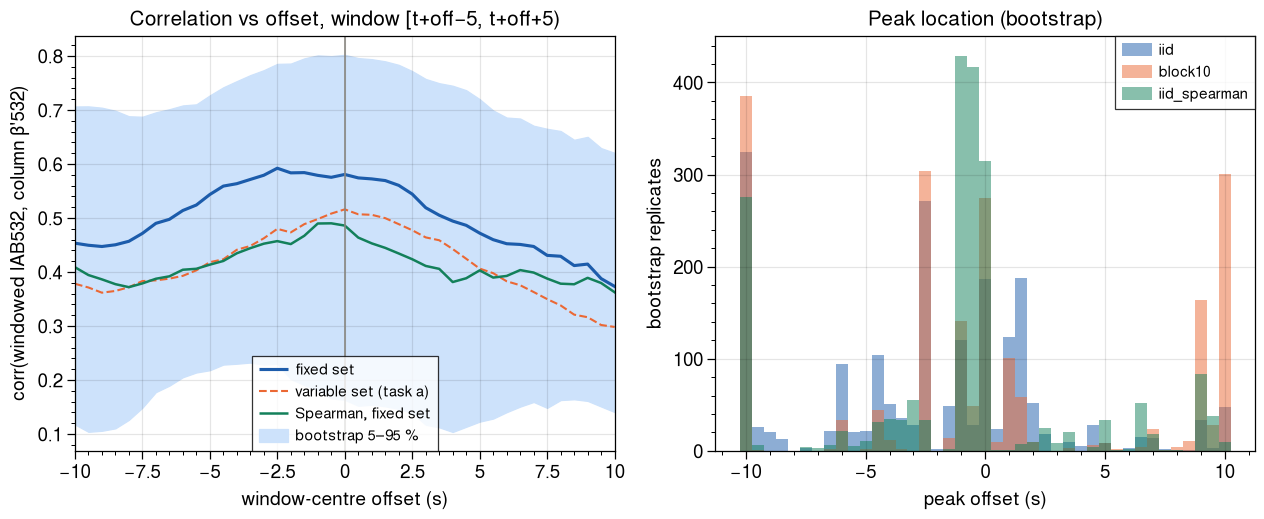 Correlation vs offset, window [t+off−5, t+off+5)
corr(windowed IAB532, column β'532)
0.8
0.7
0.6
0.5
0.4
0.3
0.2
0.1
fixed set
variable set (task a)
Spearman, fixed set
bootstrap 5–95 %
−10 −7.5 −5 −2.5 0 2.5 5 7.5 10
window-centre offset (s)
Peak location (bootstrap)
bootstrap replicates
400
300
200
100
0
iid
block10
iid_spearman
−10 −5 0 5 10
peak offset (s)